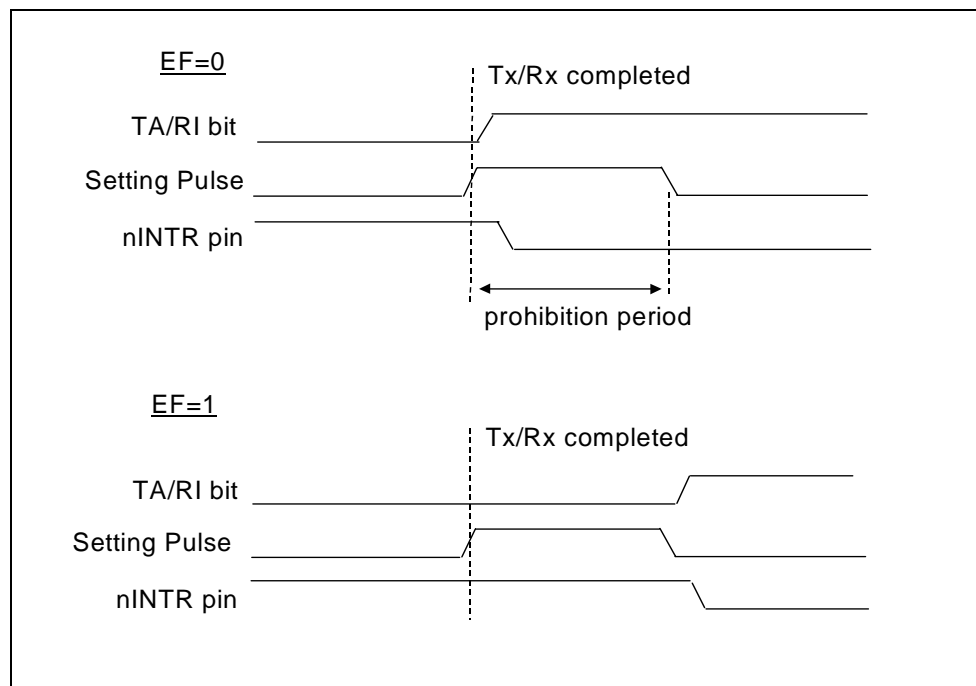 EF=0
Tx/Rx completed
TA/RI bit
Setting Pulse
nINTR pin
prohibition period
EF=1
Tx/Rx completed
TA/RI bit
Setting Pulse
nINTR pin